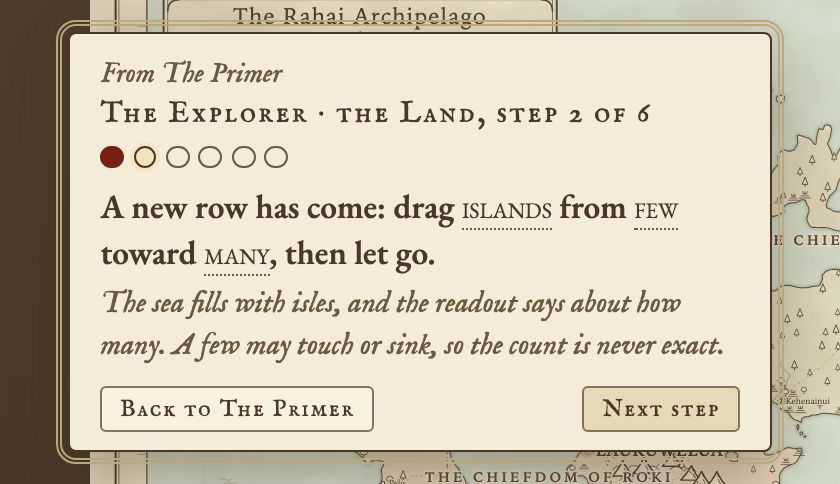 The Rahai Archipelago
From The Primer
The Explorer · the Land, step 2 of 6
A new row has come: drag ISLANDS from FEW
toward MANY, then let go.
The sea fills with isles, and the readout says about how
many. A few may touch or sink, so the count is never exact.
Back to The Primer
Next step
E CHIE
Kehenainui
THE CHIEFDOM OF ROKI